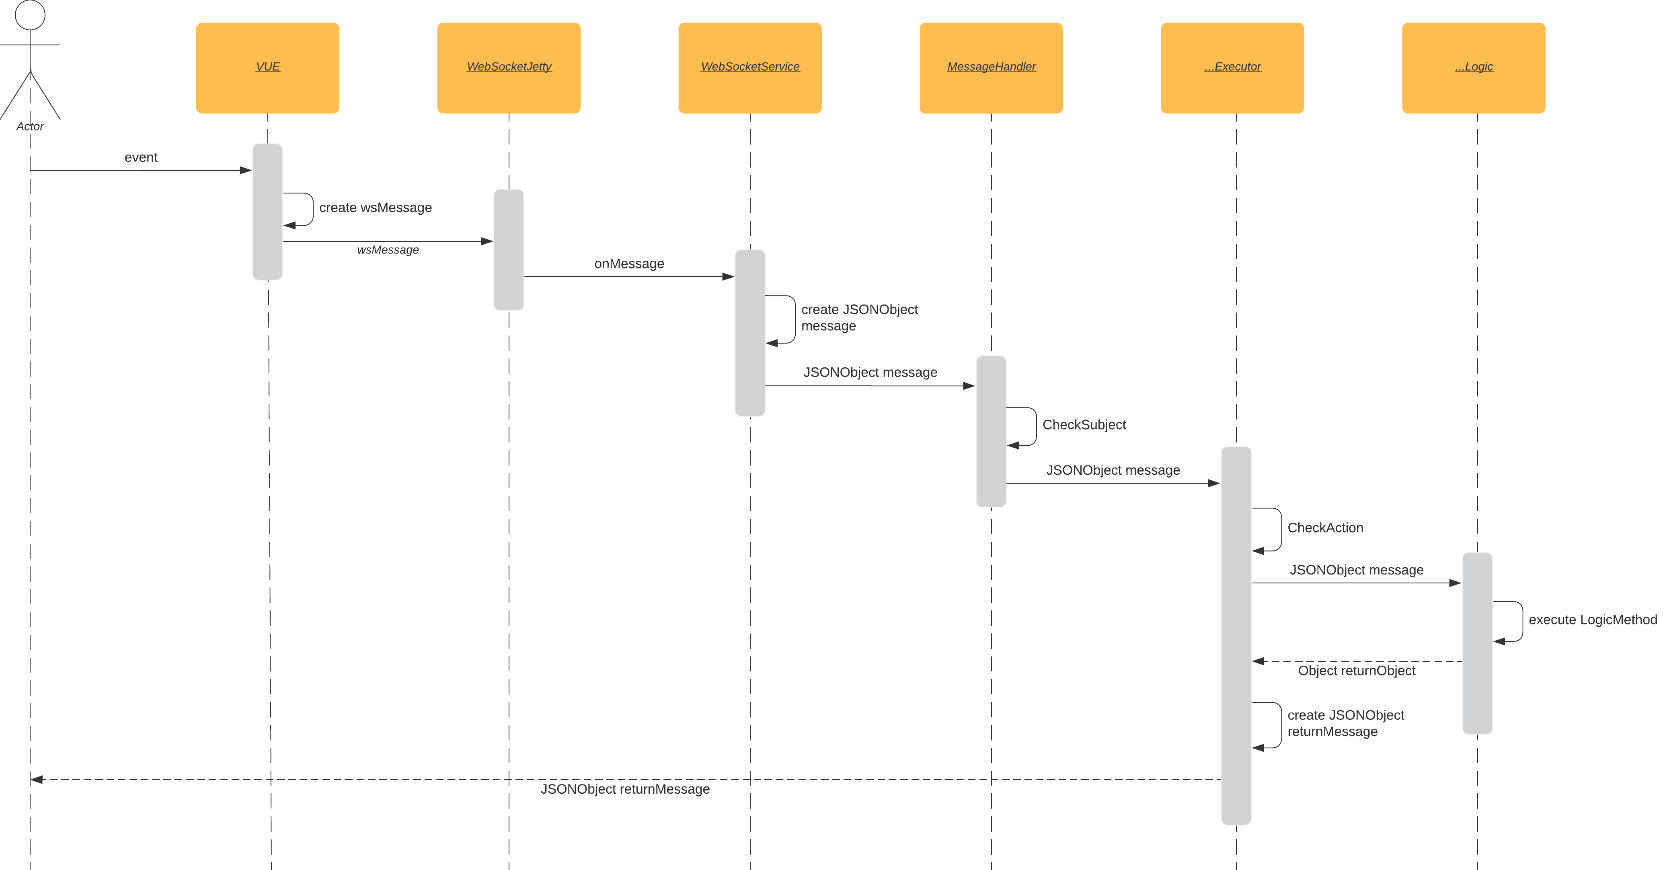 VUE
WebSocketJetty
WebSocketService
MessageHandler
...Executor
...Logic
Actor
event
create wsMessage
wsMessage
onMessage
create JSONObject
message
JSONObject message
CheckSubject
JSONObject message
CheckAction
JSONObject message
execute LogicMethod
Object returnObject
create JSONObject
returnMessage
JSONObject returnMessage